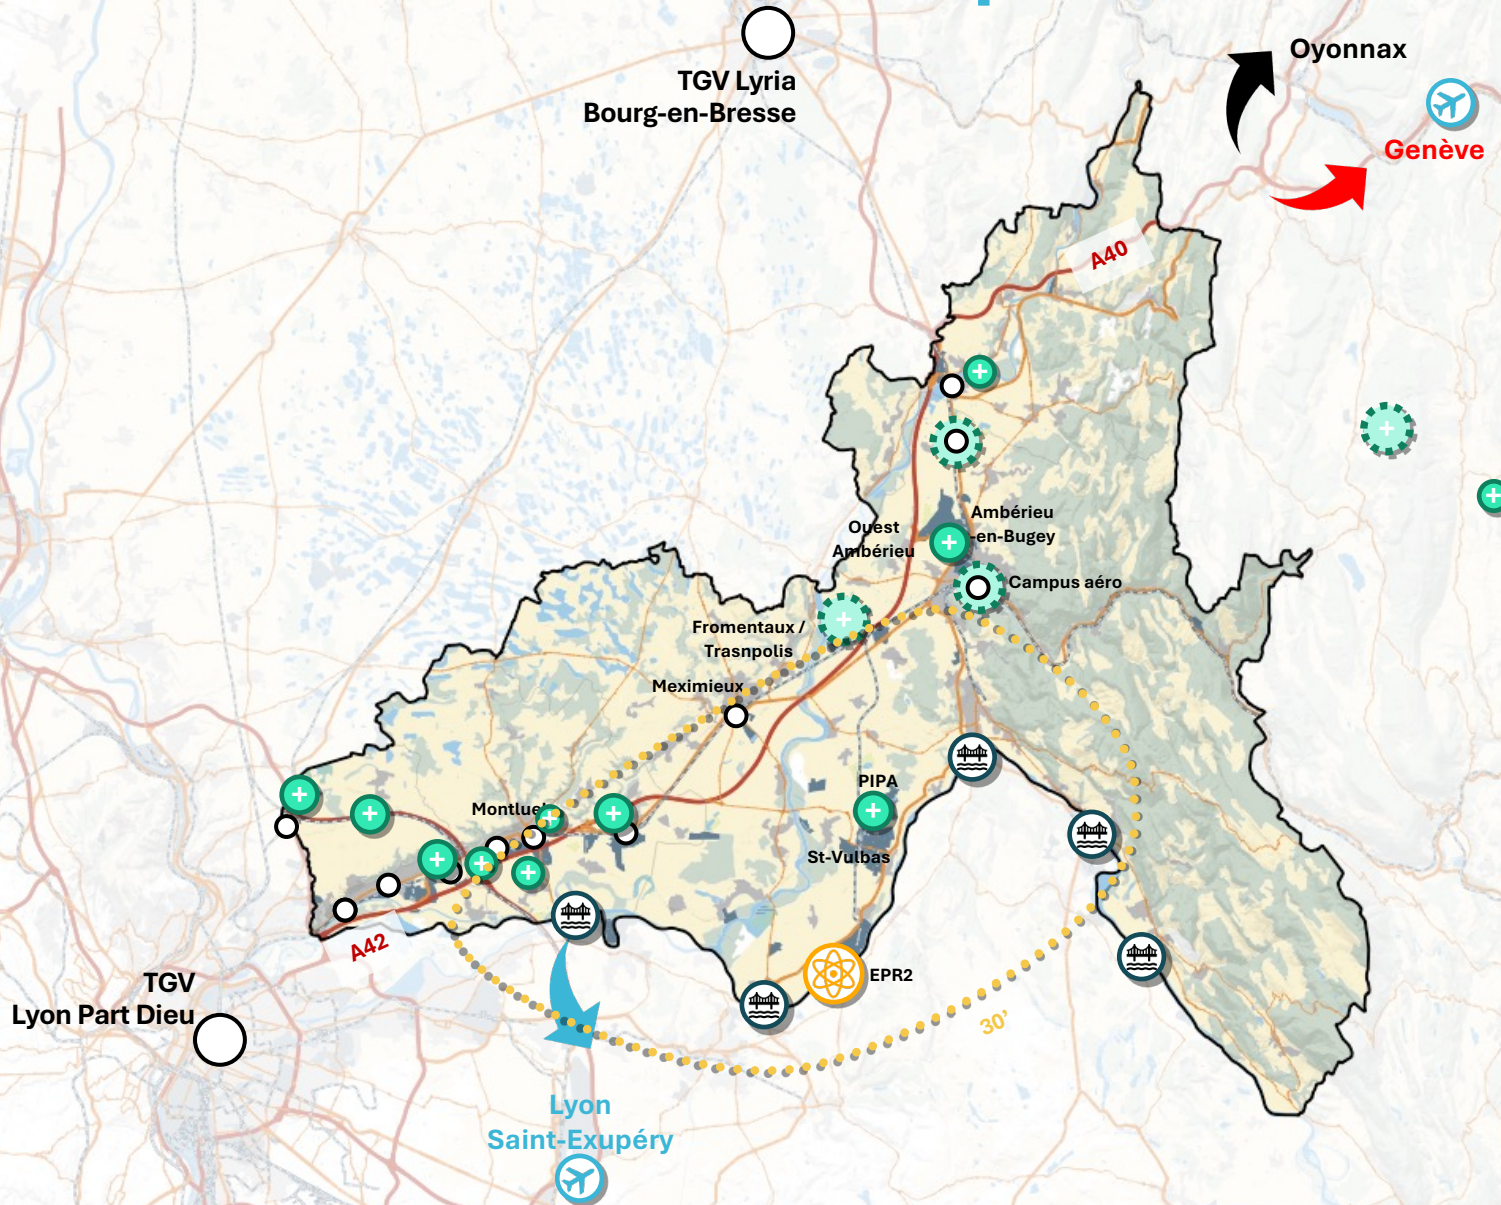 Oyonnax
TGV Lyria
Bourg-en-Bresse
Genève
A40
Ambérieu
-en-Bugey
Ouest
Ambérieu
Campus aéro
Fromentaux /
Trasnpolis
Meximieux
PIPA
Montluel
St-Vulbas
A42
EPR2
TGV
Lyon Part Dieu
30'
Lyon
Saint-Exupéry